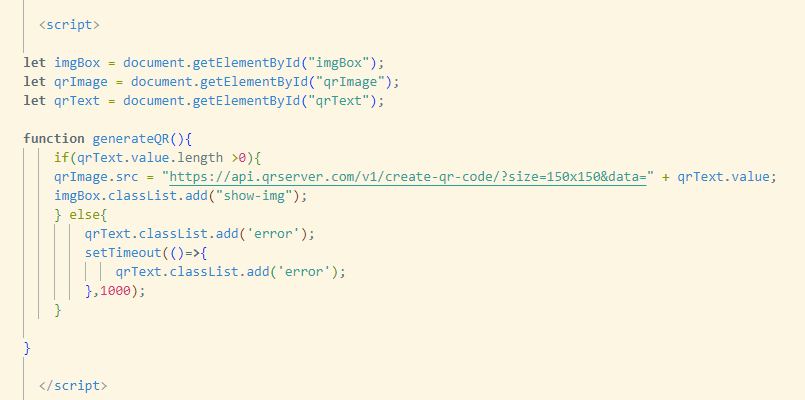 <script>
let imgBox = document.getElementById("imgBox");
let qrImage = document.getElementById("qrImage");
let qrText = document.getElementById("qrText");
function generateQR(){
if(qrText.value.length >0){
qrImage.src = "https://api.qrserver.com/v1/create-qr-code/?size=150x150&data=" + qrText.value;
imgBox.classList.add("show-img");
} else{
qrText.classList.add('error');
setTimeout(()=>{
qrText.classList.add('error');
},1000);
}
}
</script>